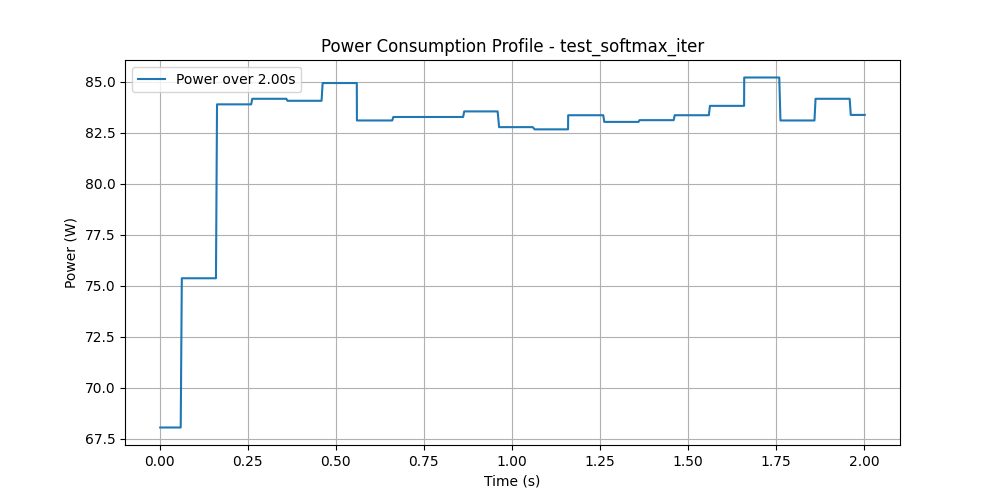 Power Consumption Profile - test_softmax_iter
Power over 2.00s
85.0
82.5
80.0
77.5
75.0
72.5
70.0
67.5
Power (W)
0.00 0.25 0.50 0.75 1.00 1.25 1.50 1.75 2.00
Time (s)